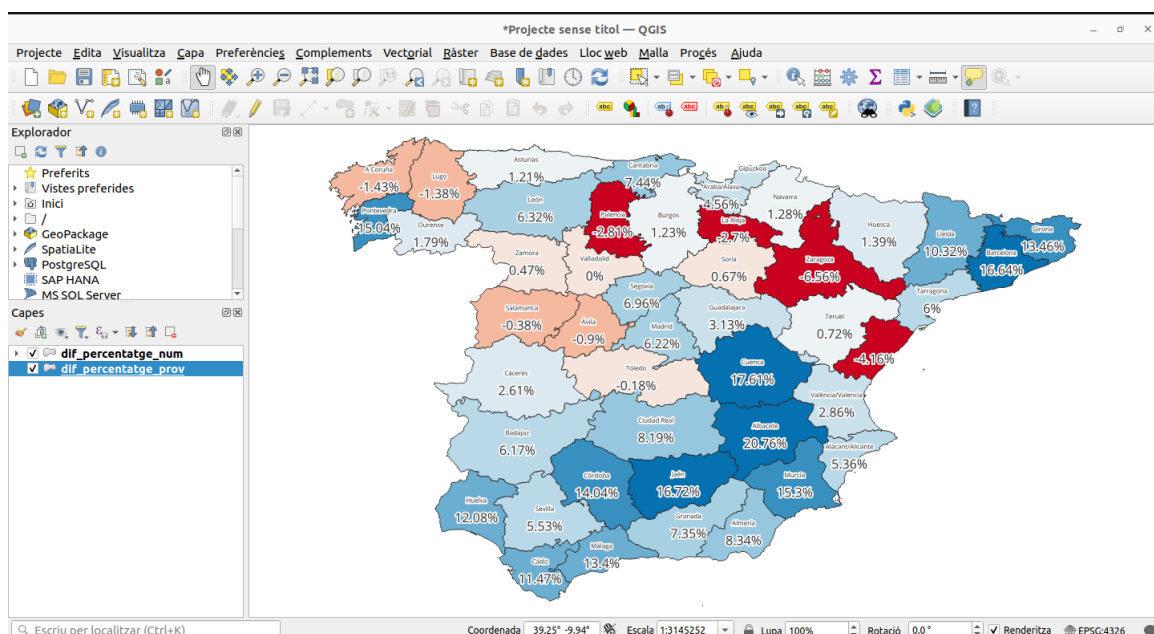 *Projecte sense títol — QGIS
Projecte Edita Visualitza Capa Preferències Complements Vectorial Ràster Base de dades Lloc web Malla Procés Ajuda
Explorador
Preferits
Vistes preferides
Inici
/
GeoPackage
SpatiaLite
PostgreSQL
SAP HANA
MS SQL Server
Capes
dif_percentatge_num
dif_percentatge_prov
A Coruña
-1.43%
Lugo
-1.38%
Asturias
1.21%
Cantabria
7.44%
Gipuzkoa
Araba/Álava
4.56%
Navarra
1.28%
Pontevedra
15.04%
Ourense
1.79%
León
6.32%
Palencia
-2.81%
Burgos
1.23%
La Rioja
-2.7%
Huesca
1.39%
Lleida
10.32%
Girona
13.46%
Barcelona
16.64%
Zamora
0.47%
Valladolid
0%
Soria
0.67%
Zaragoza
-6.56%
Tarragona
6%
Segovia
6.96%
Salamanca
-0.38%
Ávila
-0.9%
Madrid
6.22%
Guadalajara
3.13%
Teruel
0.72%
-4.16%
Cáceres
2.61%
Toledo
-0.18%
Cuenca
17.61%
València/Valencia
2.86%
Badajoz
6.17%
Ciudad Real
8.19%
Albacete
20.76%
Alacant/Alicante
5.36%
Córdoba
14.04%
Jaén
16.72%
Murcia
15.3%
Huelva
12.08%
Sevilla
5.53%
Granada
7.35%
Almería
8.34%
Málaga
13.4%
Cádiz
11.47%
Escriu per localitzar (Ctrl+K)
Coordenada 39.25° -9.94° Escala 1:3145252 Lupa 100% Rotació 0,0 ° Renderitza EPSG:4326